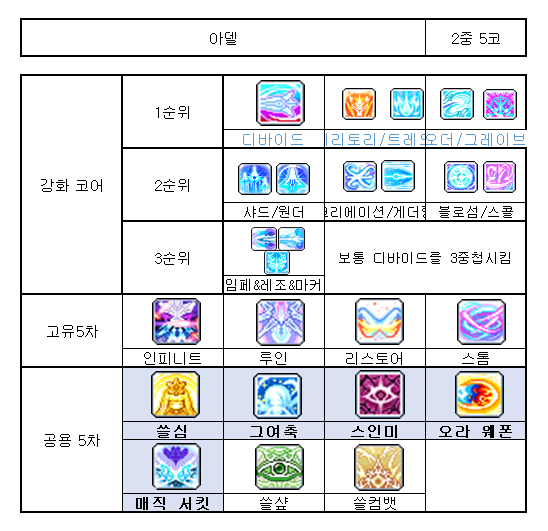 아델
2중 5코
강화 코어
1순위
디바이드
리토리/트레
오더/그레이브
2순위
샤드/원더
크리에이션/게더링
블로섬/스콜
3순위
임페&레조&마커
보통 디바이드를 3중첩시킴
고유5차
인피니트
루인
리스토어
스톰
공용 5차
쓸심
그여축
스인미
오라 웨폰
매직 서킷
쓸샾
쓸컴뱃